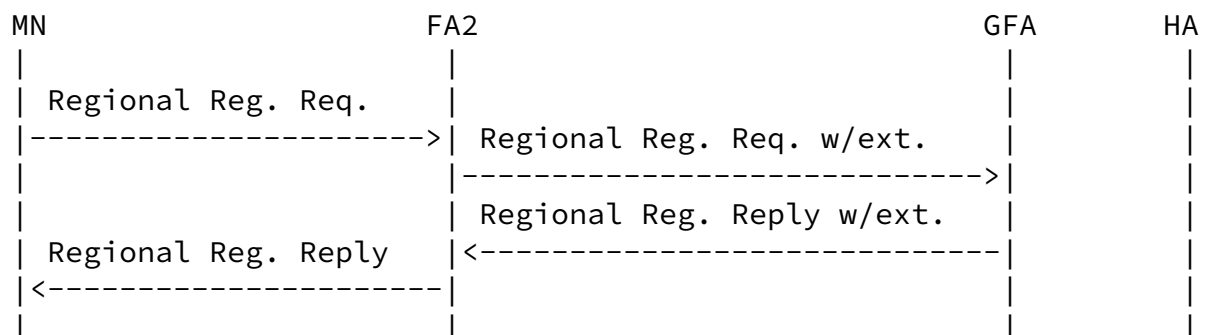 MN FA2 GFA HA
Regional Reg. Req.
Regional Reg. Req. w/ext.
Regional Reg. Reply w/ext.
Regional Reg. Reply